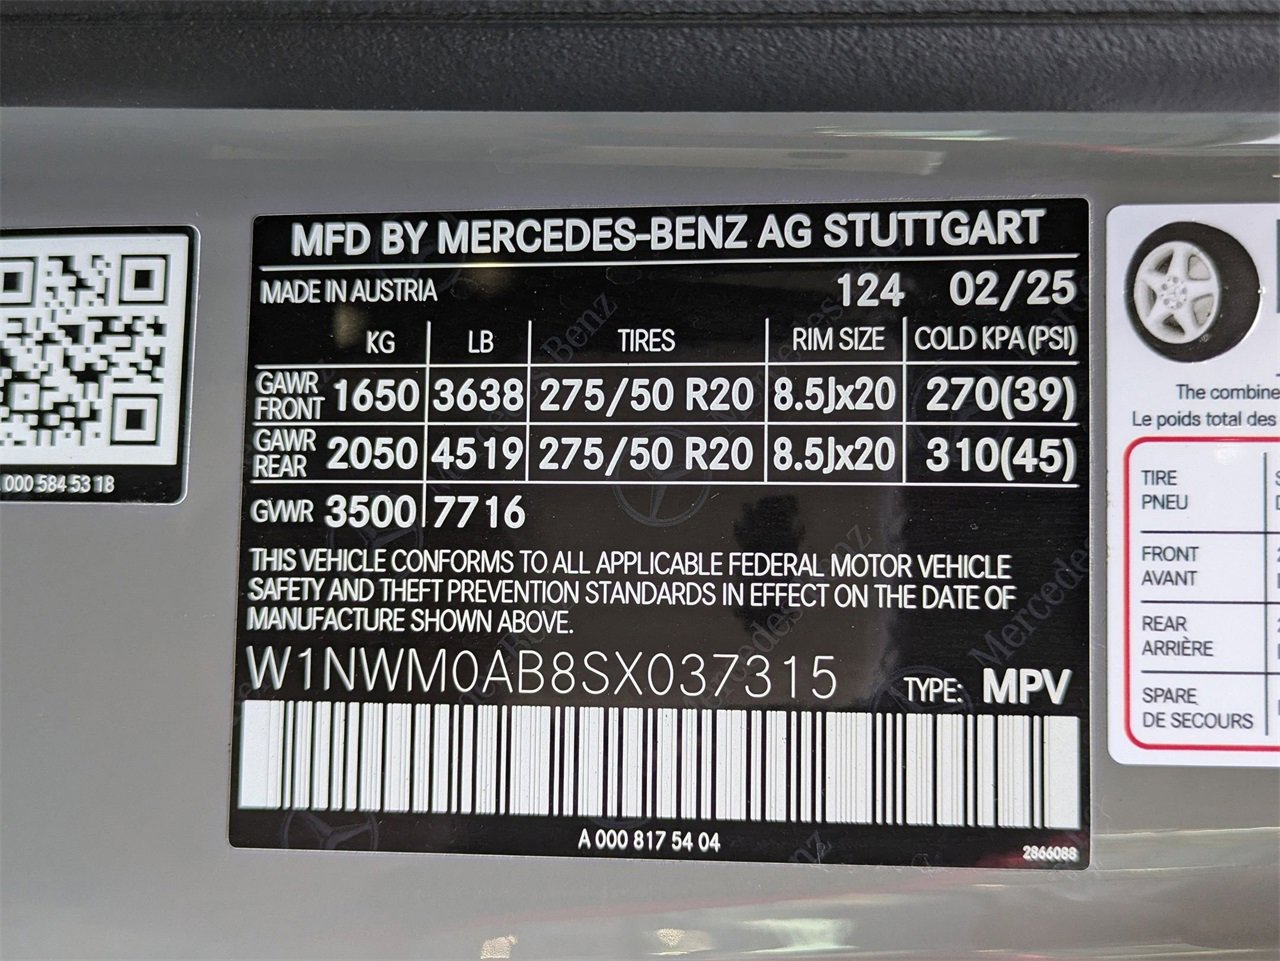 MFD BY MERCEDES-BENZ AG STUTTGART
MADE IN AUSTRIA 124 02/25
KG LB TIRES RIM SIZE COLD KPA (PSI)
GAWR FRONT 1650 3638 275/50 R20 8.5Jx20 270(39)
GAWR REAR 2050 4519 275/50 R20 8.5Jx20 310(45)
GVWR 3500 7716
THIS VEHICLE CONFORMS TO ALL APPLICABLE FEDERAL MOTOR VEHICLE
SAFETY AND THEFT PREVENTION STANDARDS IN EFFECT ON THE DATE OF
MANUFACTURE SHOWN ABOVE.
W1NWM0AB8SX037315 TYPE: MPV
A 000 817 54 04
2866088
000 584 53 18
The combine
Le poids total des
TIRE
PNEU
FRONT
AVANT
REAR
ARRIÈRE
SPARE
DE SECOURS